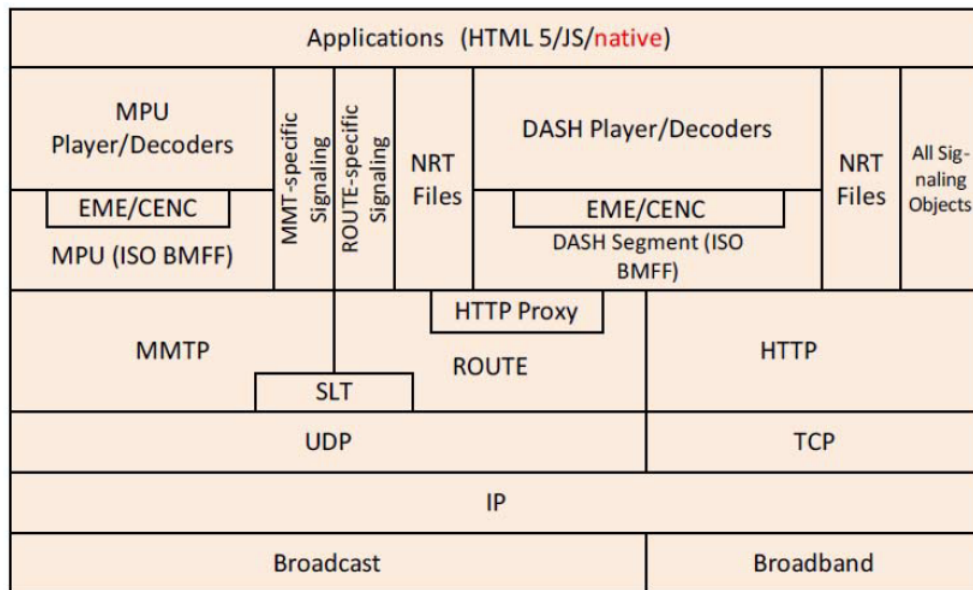 Applications (HTML 5/JS/native)
MPU
Player/Decoders
EME/CENC
MPU (ISO BMFF)
MMT-specific
Signaling
ROUTE-specific
Signaling
NRT
Files
DASH Player/Decoders
EME/CENC
DASH Segment (ISO
BMFF)
NRT
Files
All Sig-
naling
Objects
MMTP
HTTP Proxy
ROUTE
SLT
HTTP
UDP
TCP
IP
Broadcast
Broadband